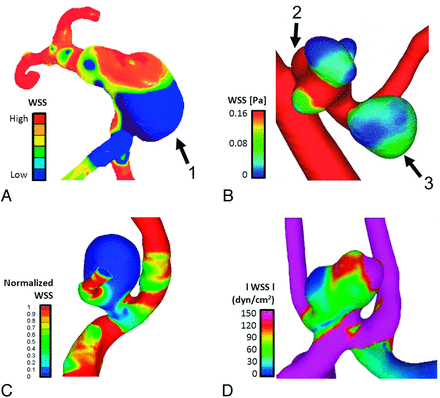 WSS
High
Low
1
A
2
WSS [Pa]
0.16
0.08
0
3
B
Normalized
WSS
1
0.9
0.8
0.7
0.6
0.5
0.4
0.3
0.2
0.1
0
C
I WSS I
(dyn/cm²)
150
120
90
60
30
0
D